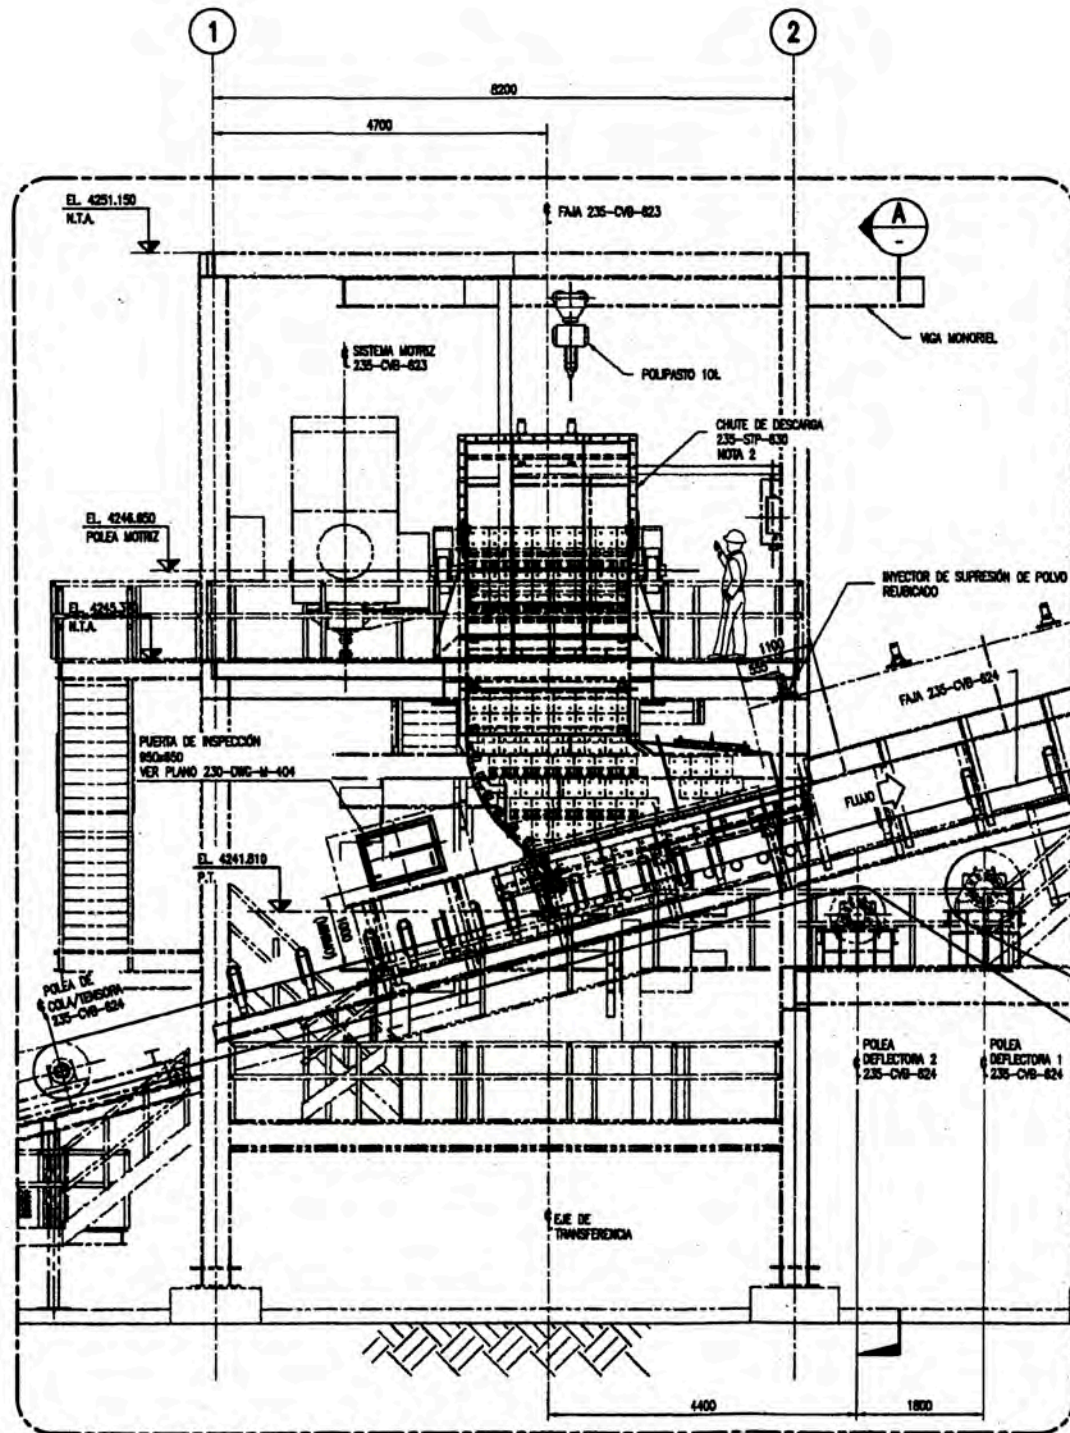 1
2
8200
4700
EL. 4251.150
N.T.A.
FAJA 235-CVB-823
A
-
VIGA MONORIEL
SISTEMA MOTRIZ
235-CVB-823
POLIPASTO 10t.
CHUTE DE DESCARGA
235-STP-830
NOTA 2
EL. 4246.650
POLEA MOTRIZ
INYECTOR DE SUPRESIÓN DE POLVO
REUBICADO
N.T.A.
1100
FAJA 235-CVB-824
PUERTA DE INSPECCIÓN
950x650
VER PLANO 230-DWG-M-404
FLUJO
EL. 4241.810
P.T.
POLEA DE
COLA/TENSORA
235-CVB-824
POLEA
DEFLECTORA 2
235-CVB-824
POLEA
DEFLECTORA 1
235-CVB-824
EJE DE
TRANSFERENCIA
4400
1800